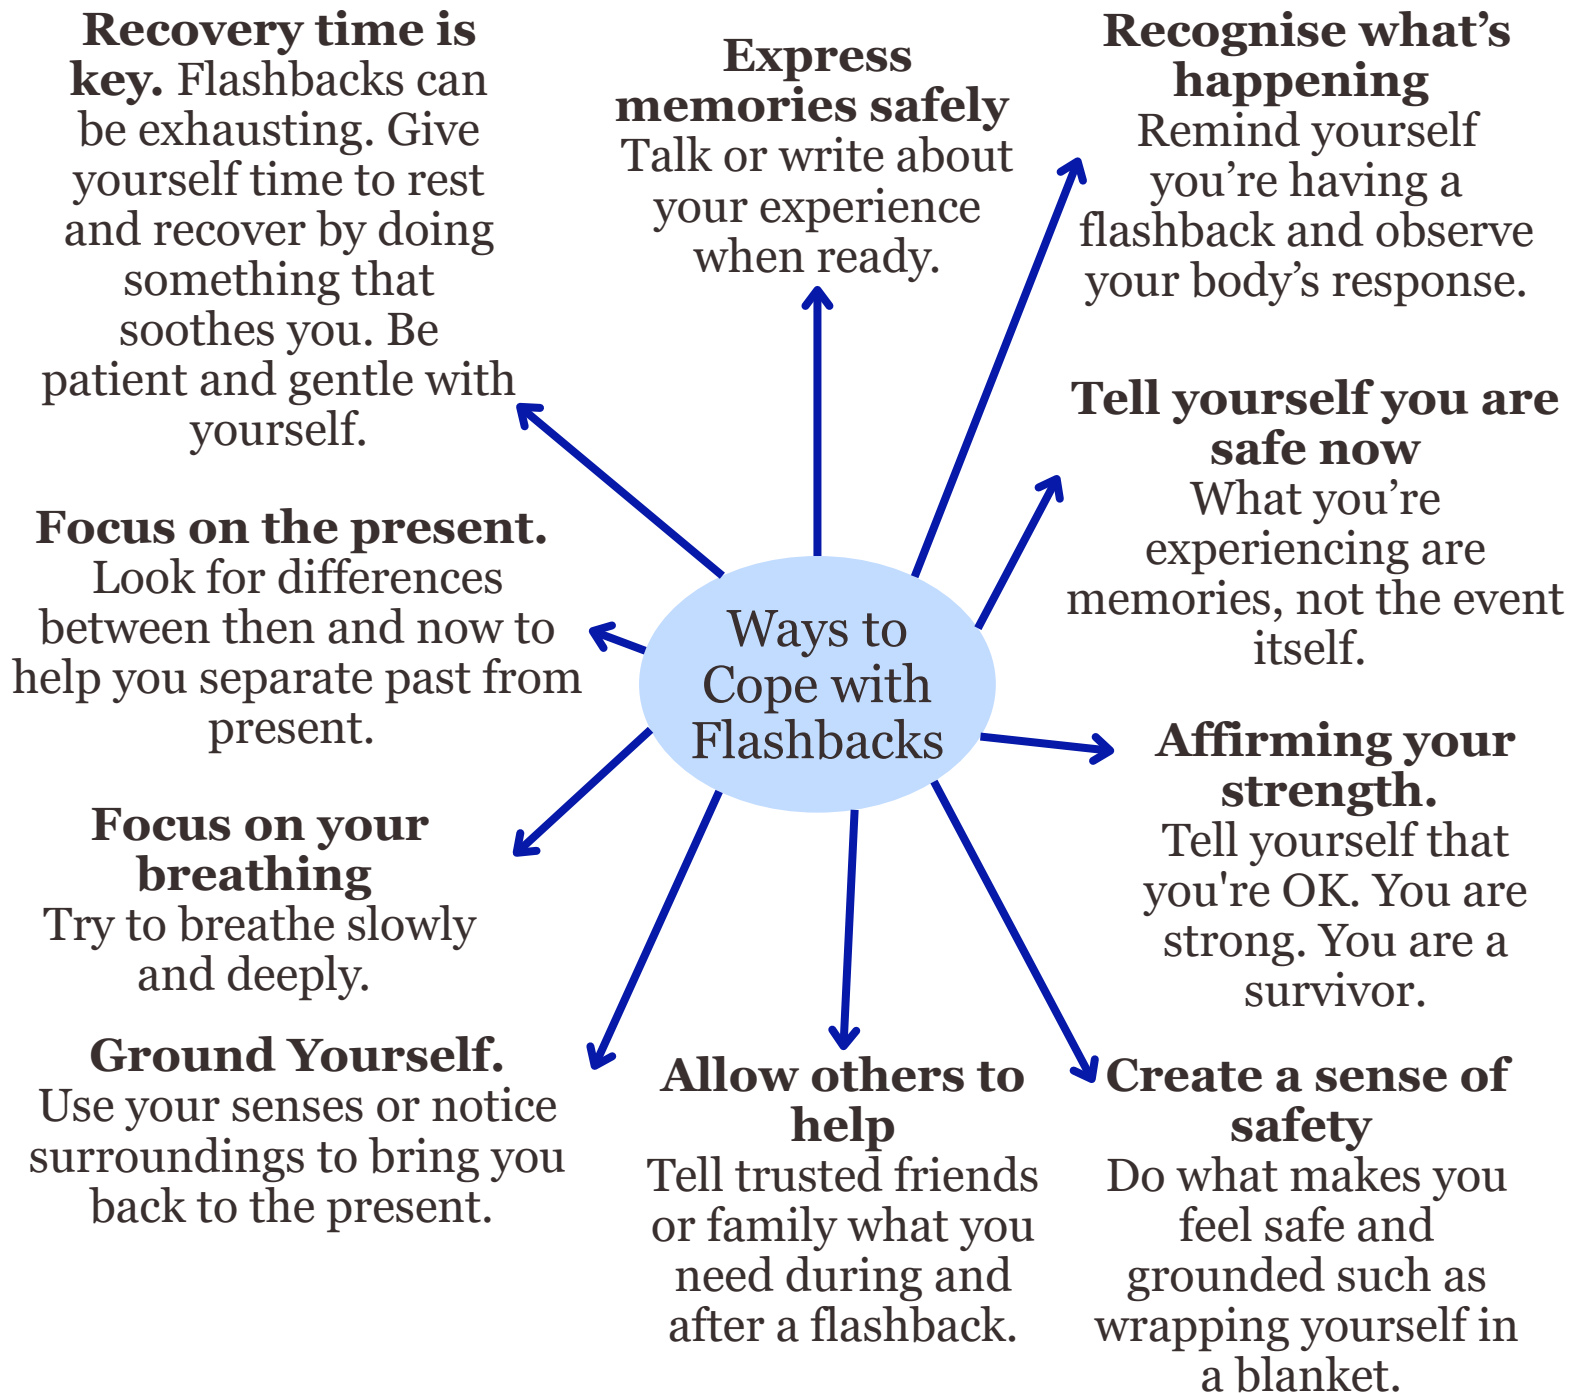 Recovery time is
key. Flashbacks can
be exhausting. Give
yourself time to rest
and recover by doing
something that
soothes you. Be
patient and gentle with
yourself.
Express
memories safely
Talk or write about
your experience
when ready.
Recognise what’s
happening
Remind yourself
you’re having a
flashback and observe
your body’s response.
Tell yourself you are
safe now
What you’re
experiencing are
memories, not the event
itself.
Focus on the present.
Look for differences
between then and now to
help you separate past from
present.
Ways to
Cope with
Flashbacks
Affirming your
strength.
Tell yourself that
you're OK. You are
strong. You are a
survivor.
Focus on your
breathing
Try to breathe slowly
and deeply.
Ground Yourself.
Use your senses or notice
surroundings to bring you
back to the present.
Allow others to
help
Tell trusted friends
or family what you
need during and
after a flashback.
Create a sense of
safety
Do what makes you
feel safe and
grounded such as
wrapping yourself in
a blanket.